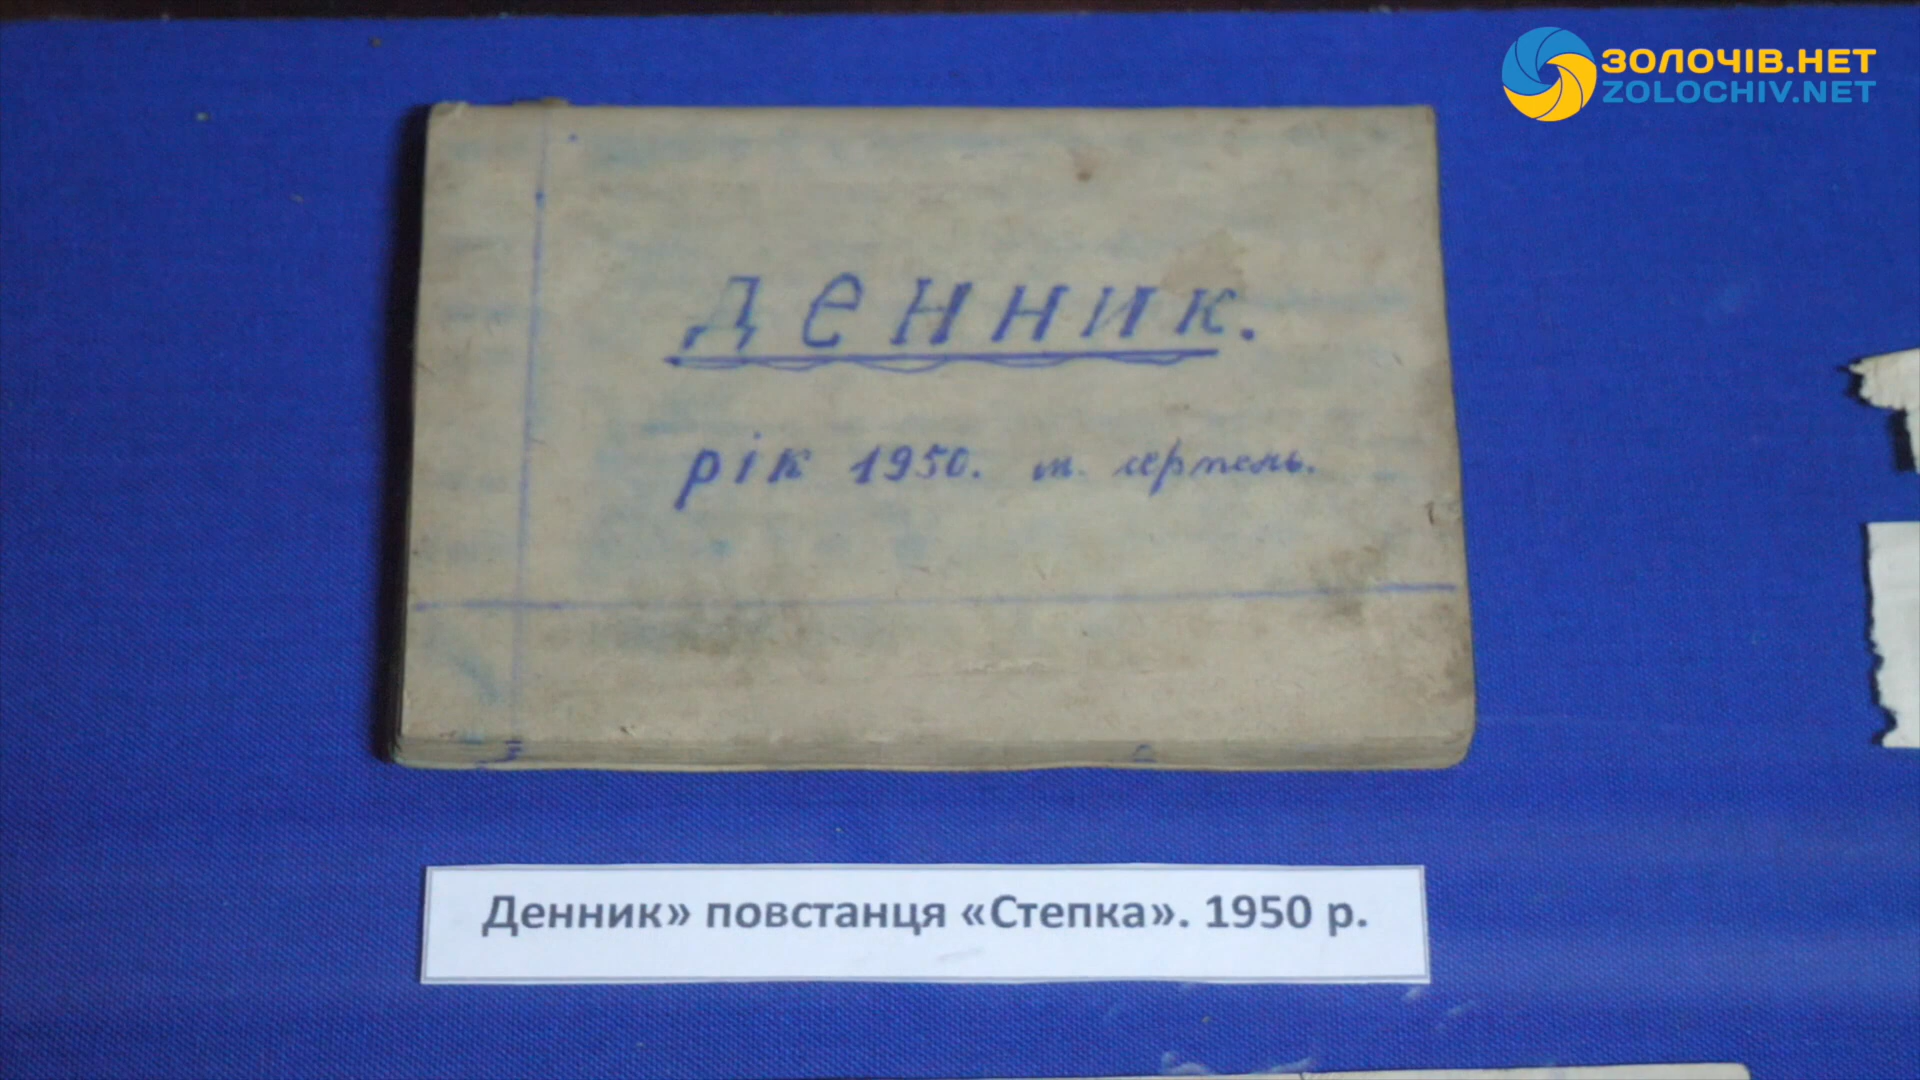 ЗОЛОЧІВ.НЕТ
ZOLOCHIV.NET
Денник.
рік 1950. м. серпень.
Денник» повстанця «Степка». 1950 р.